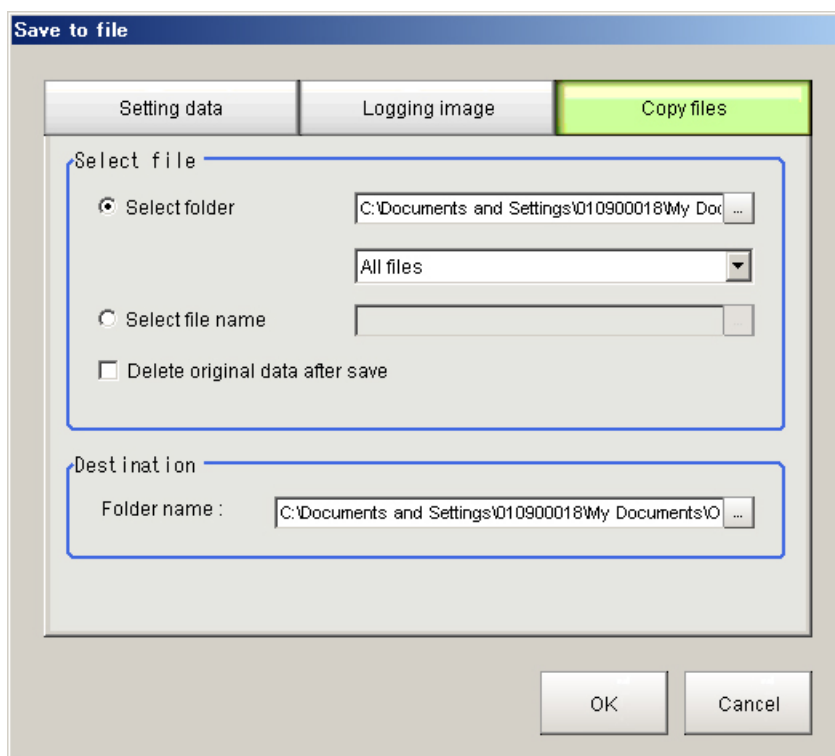 Save to file
Setting data Logging image Copy files
Select file
Select folder C:\Documents and Settings\010900018\My Doc ...
All files
Select file name ...
Delete original data after save
Destination
Folder name : C:\Documents and Settings\010900018\My Documents\O ...
OK Cancel